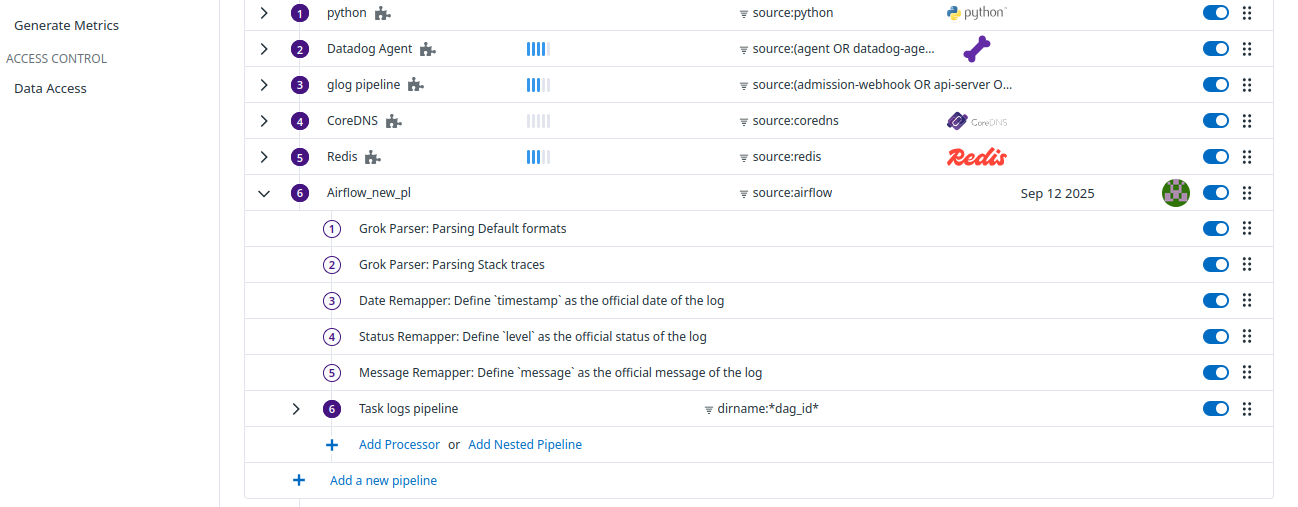 Generate Metrics
ACCESS CONTROL
Data Access
1 python source:python python
2 Datadog Agent source:(agent OR datadog-age...
3 glog pipeline source:(admission-webhook OR api-server O...
4 CoreDNS source:coredns CoreDNS
5 Redis source:redis Redis
6 Airflow_new_pl source:airflow Sep 12 2025
1 Grok Parser: Parsing Default formats
2 Grok Parser: Parsing Stack traces
3 Date Remapper: Define `timestamp` as the official date of the log
4 Status Remapper: Define `level` as the official status of the log
5 Message Remapper: Define `message` as the official message of the log
6 Task logs pipeline dirname:*dag_id*
+ Add Processor or Add Nested Pipeline
+ Add a new pipeline